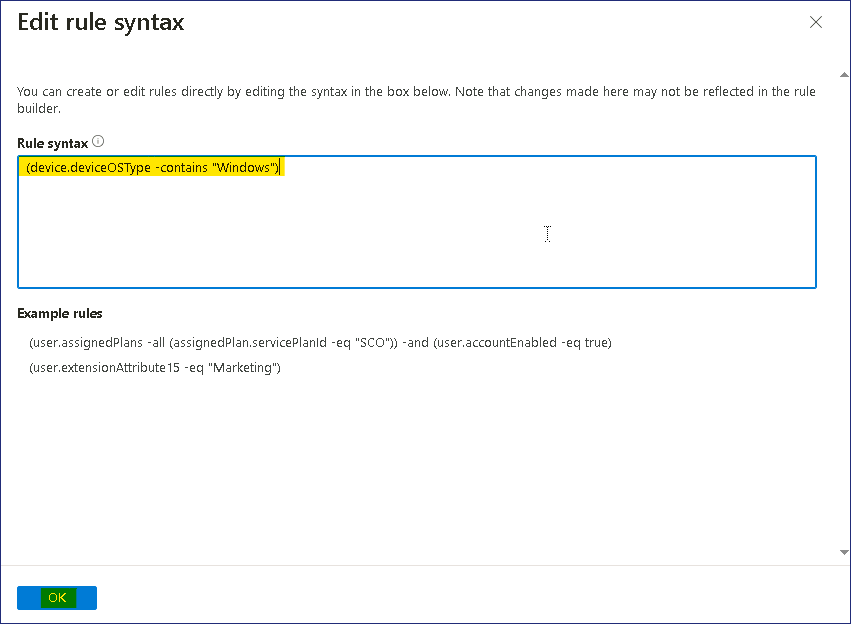 Edit rule syntax
You can create or edit rules directly by editing the syntax in the box below. Note that changes made here may not be reflected in the rule
builder.
Rule syntax
(device.deviceOSType -contains "Windows")
Example rules
(user.assignedPlans -all (assignedPlan.servicePlanId -eq "SCO")) -and (user.accountEnabled -eq true)
(user.extensionAttribute15 -eq "Marketing")
OK